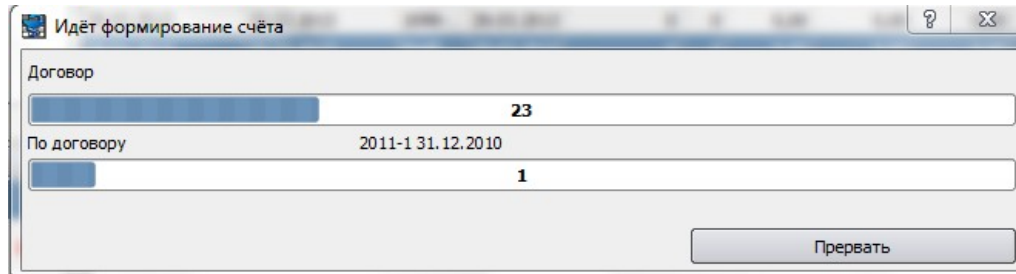 Идёт формирование счёта
Договор
23
По договору 2011-1 31.12.2010
1
Прервать